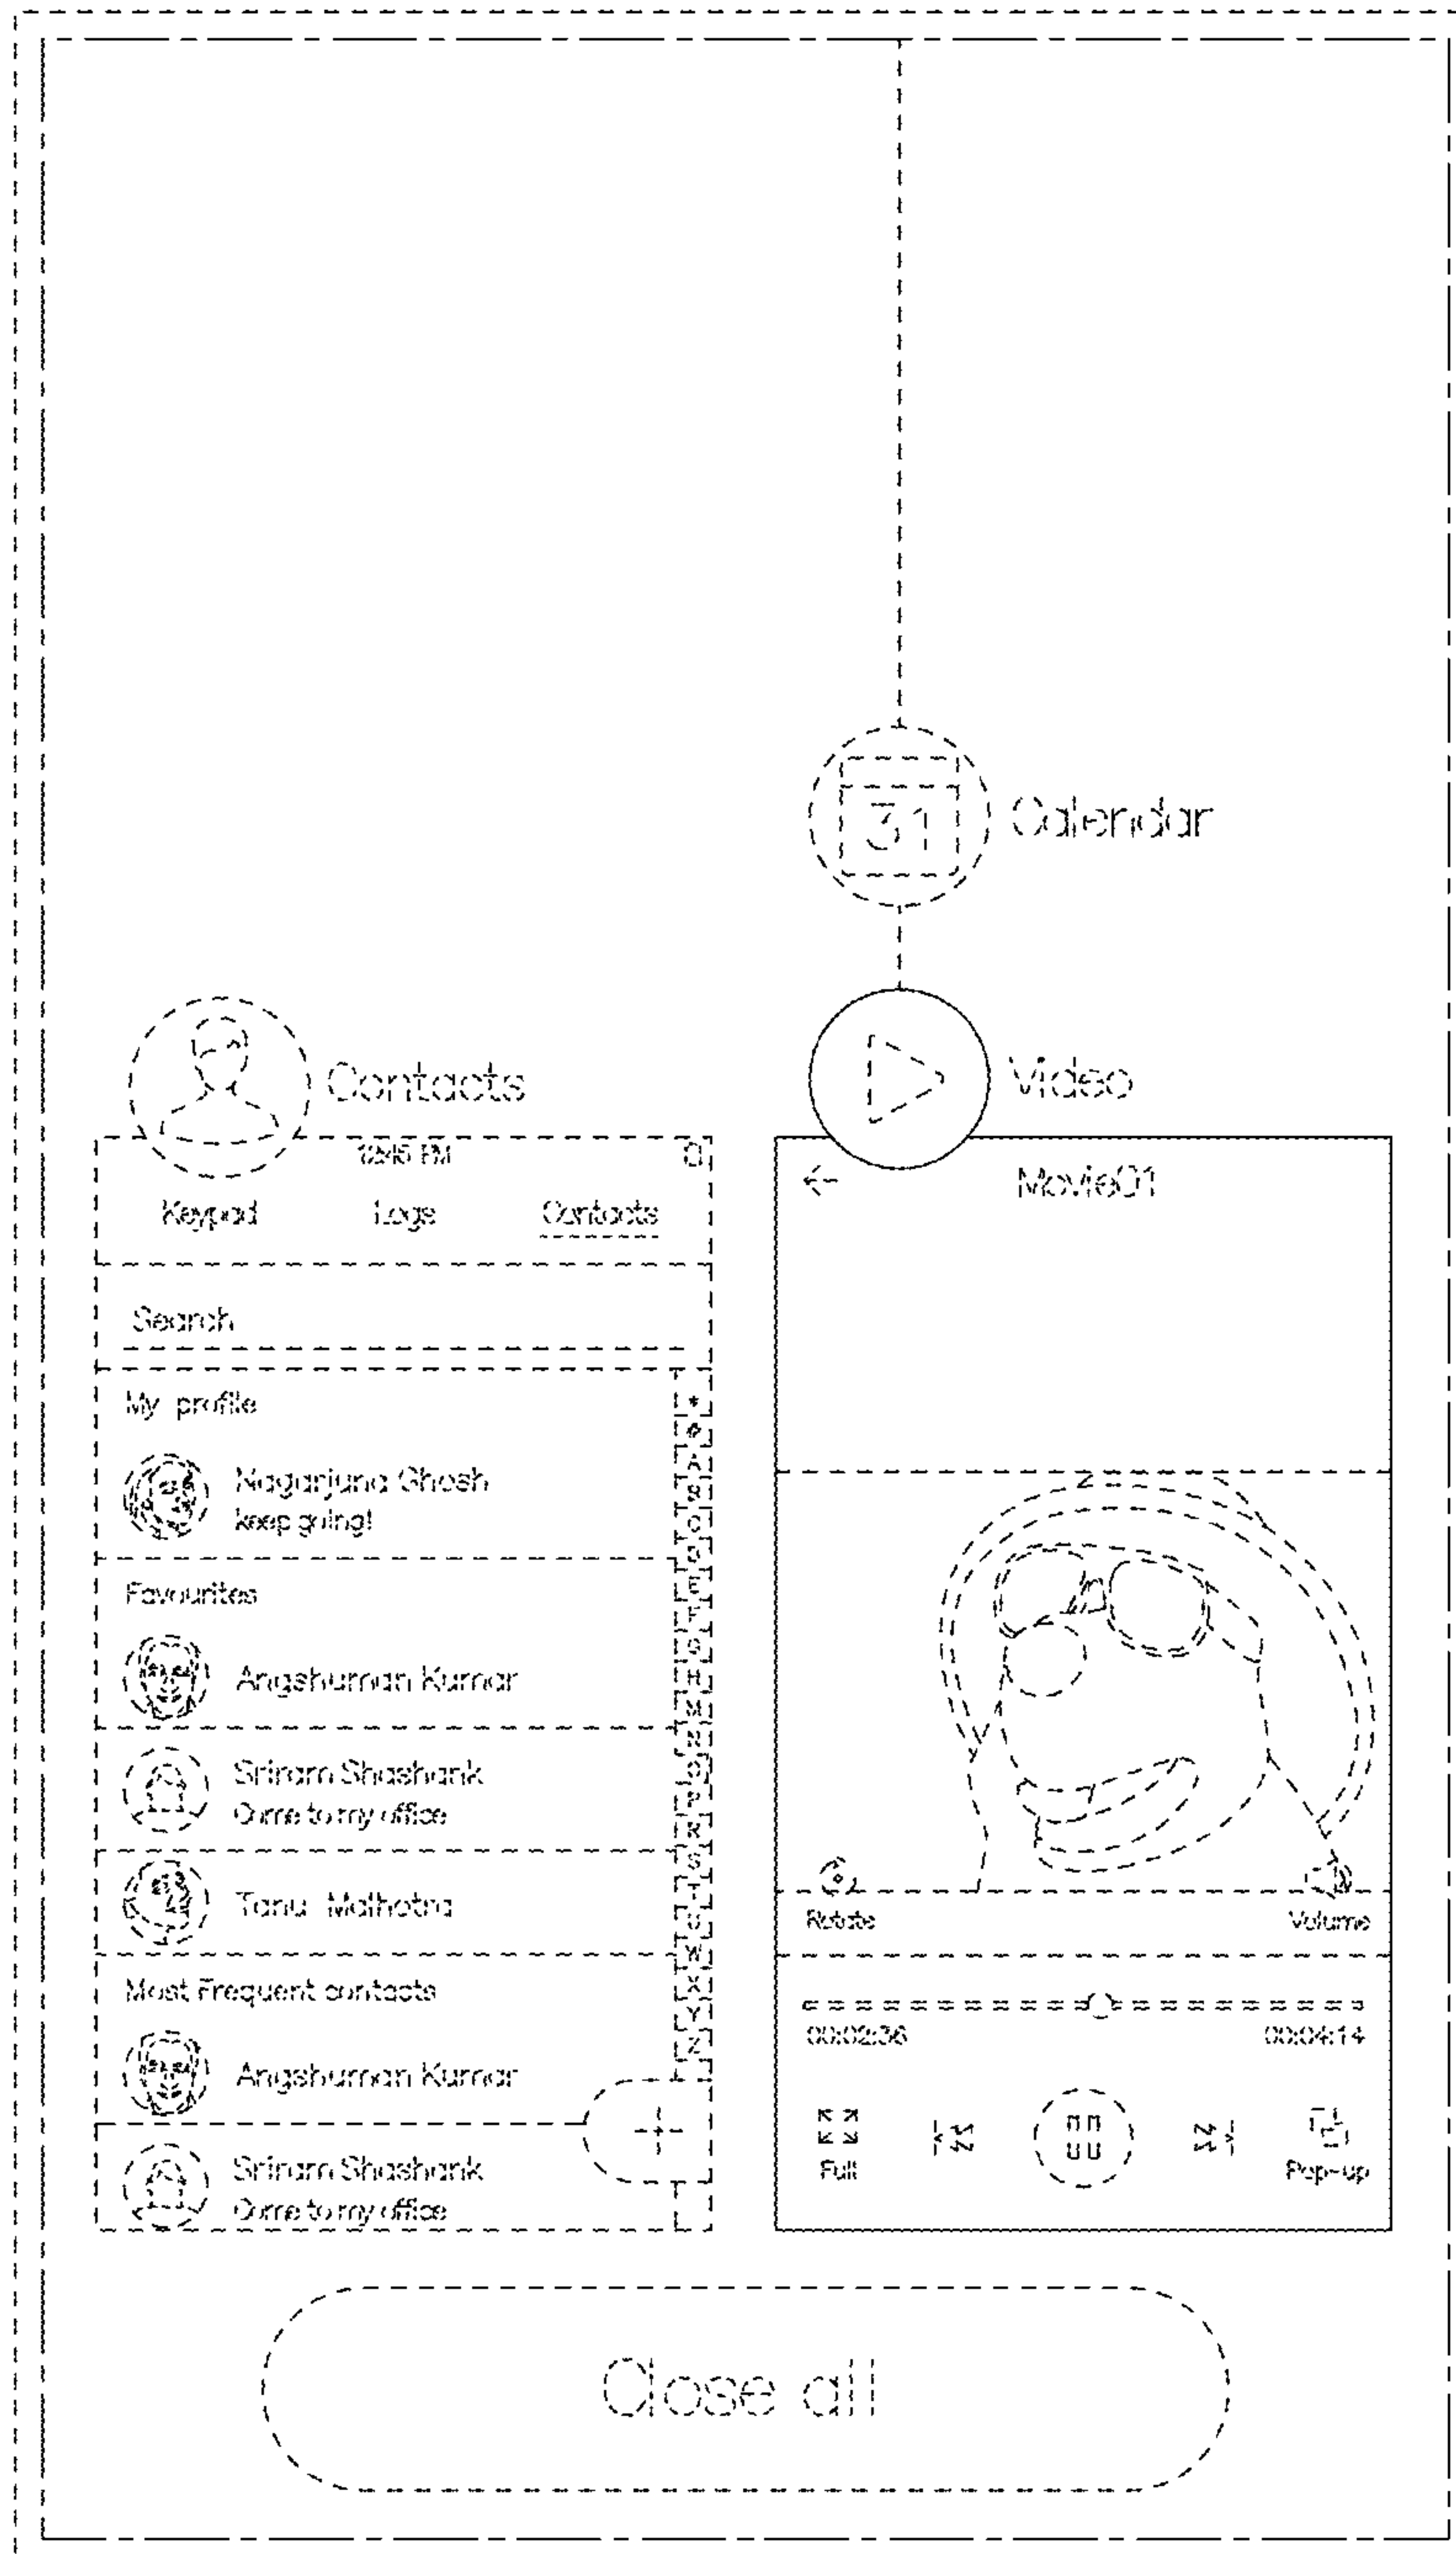 31 Calendar
Contacts
Video
12:45 PM
Keypad Logs Contacts
Search
My profile
Nagarjuna Ghosh
keep going!
Favourites
Angshuman Kumar
Sriram Shashank
Come to my office
Tanu Malhotra
Most Frequent contacts
Angshuman Kumar
Sriram Shashank
Come to my office
Movie01
Rotate Volume
00:02:36 00:04:14
Full Pop-up
Close all